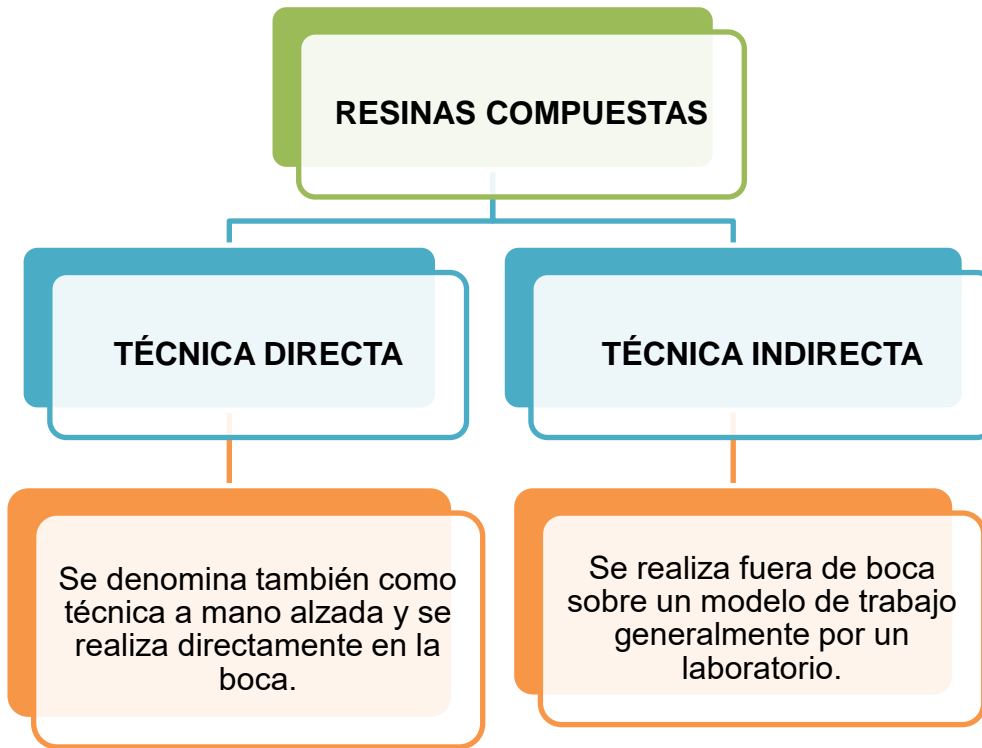 RESINAS COMPUESTAS
TÉCNICA DIRECTA
TÉCNICA INDIRECTA
Se denomina también como
técnica a mano alzada y se
realiza directamente en la
boca.
Se realiza fuera de boca
sobre un modelo de trabajo
generalmente por un
laboratorio.